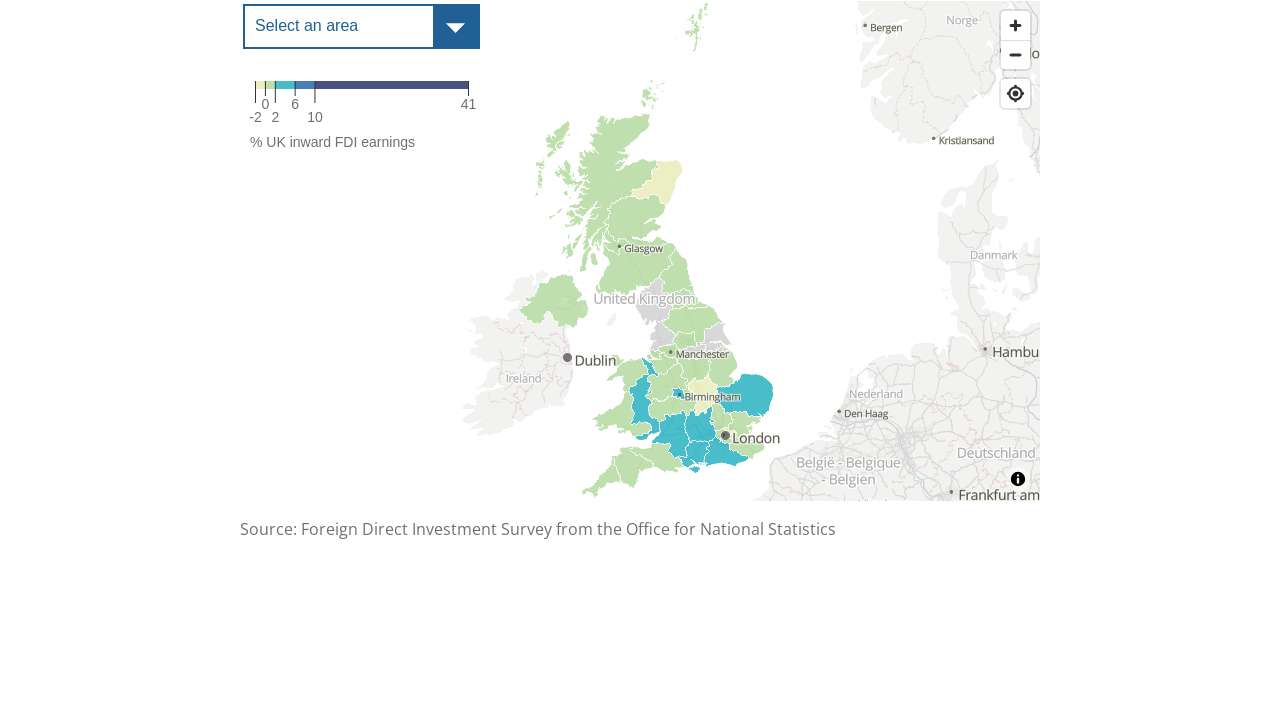 Select an area
-2 0 2 6 10 41
% UK inward FDI earnings
Bergen
Norge
lo
Kristiansand
Glasgow
Danmark
United Kingdom
Hambu
Dublin
Manchester
Ireland
Nederland
Birmingham
Den Haag
London
Deutschland
België - Belgique
- Belgien
Frankfurt am
Source: Foreign Direct Investment Survey from the Office for National Statistics